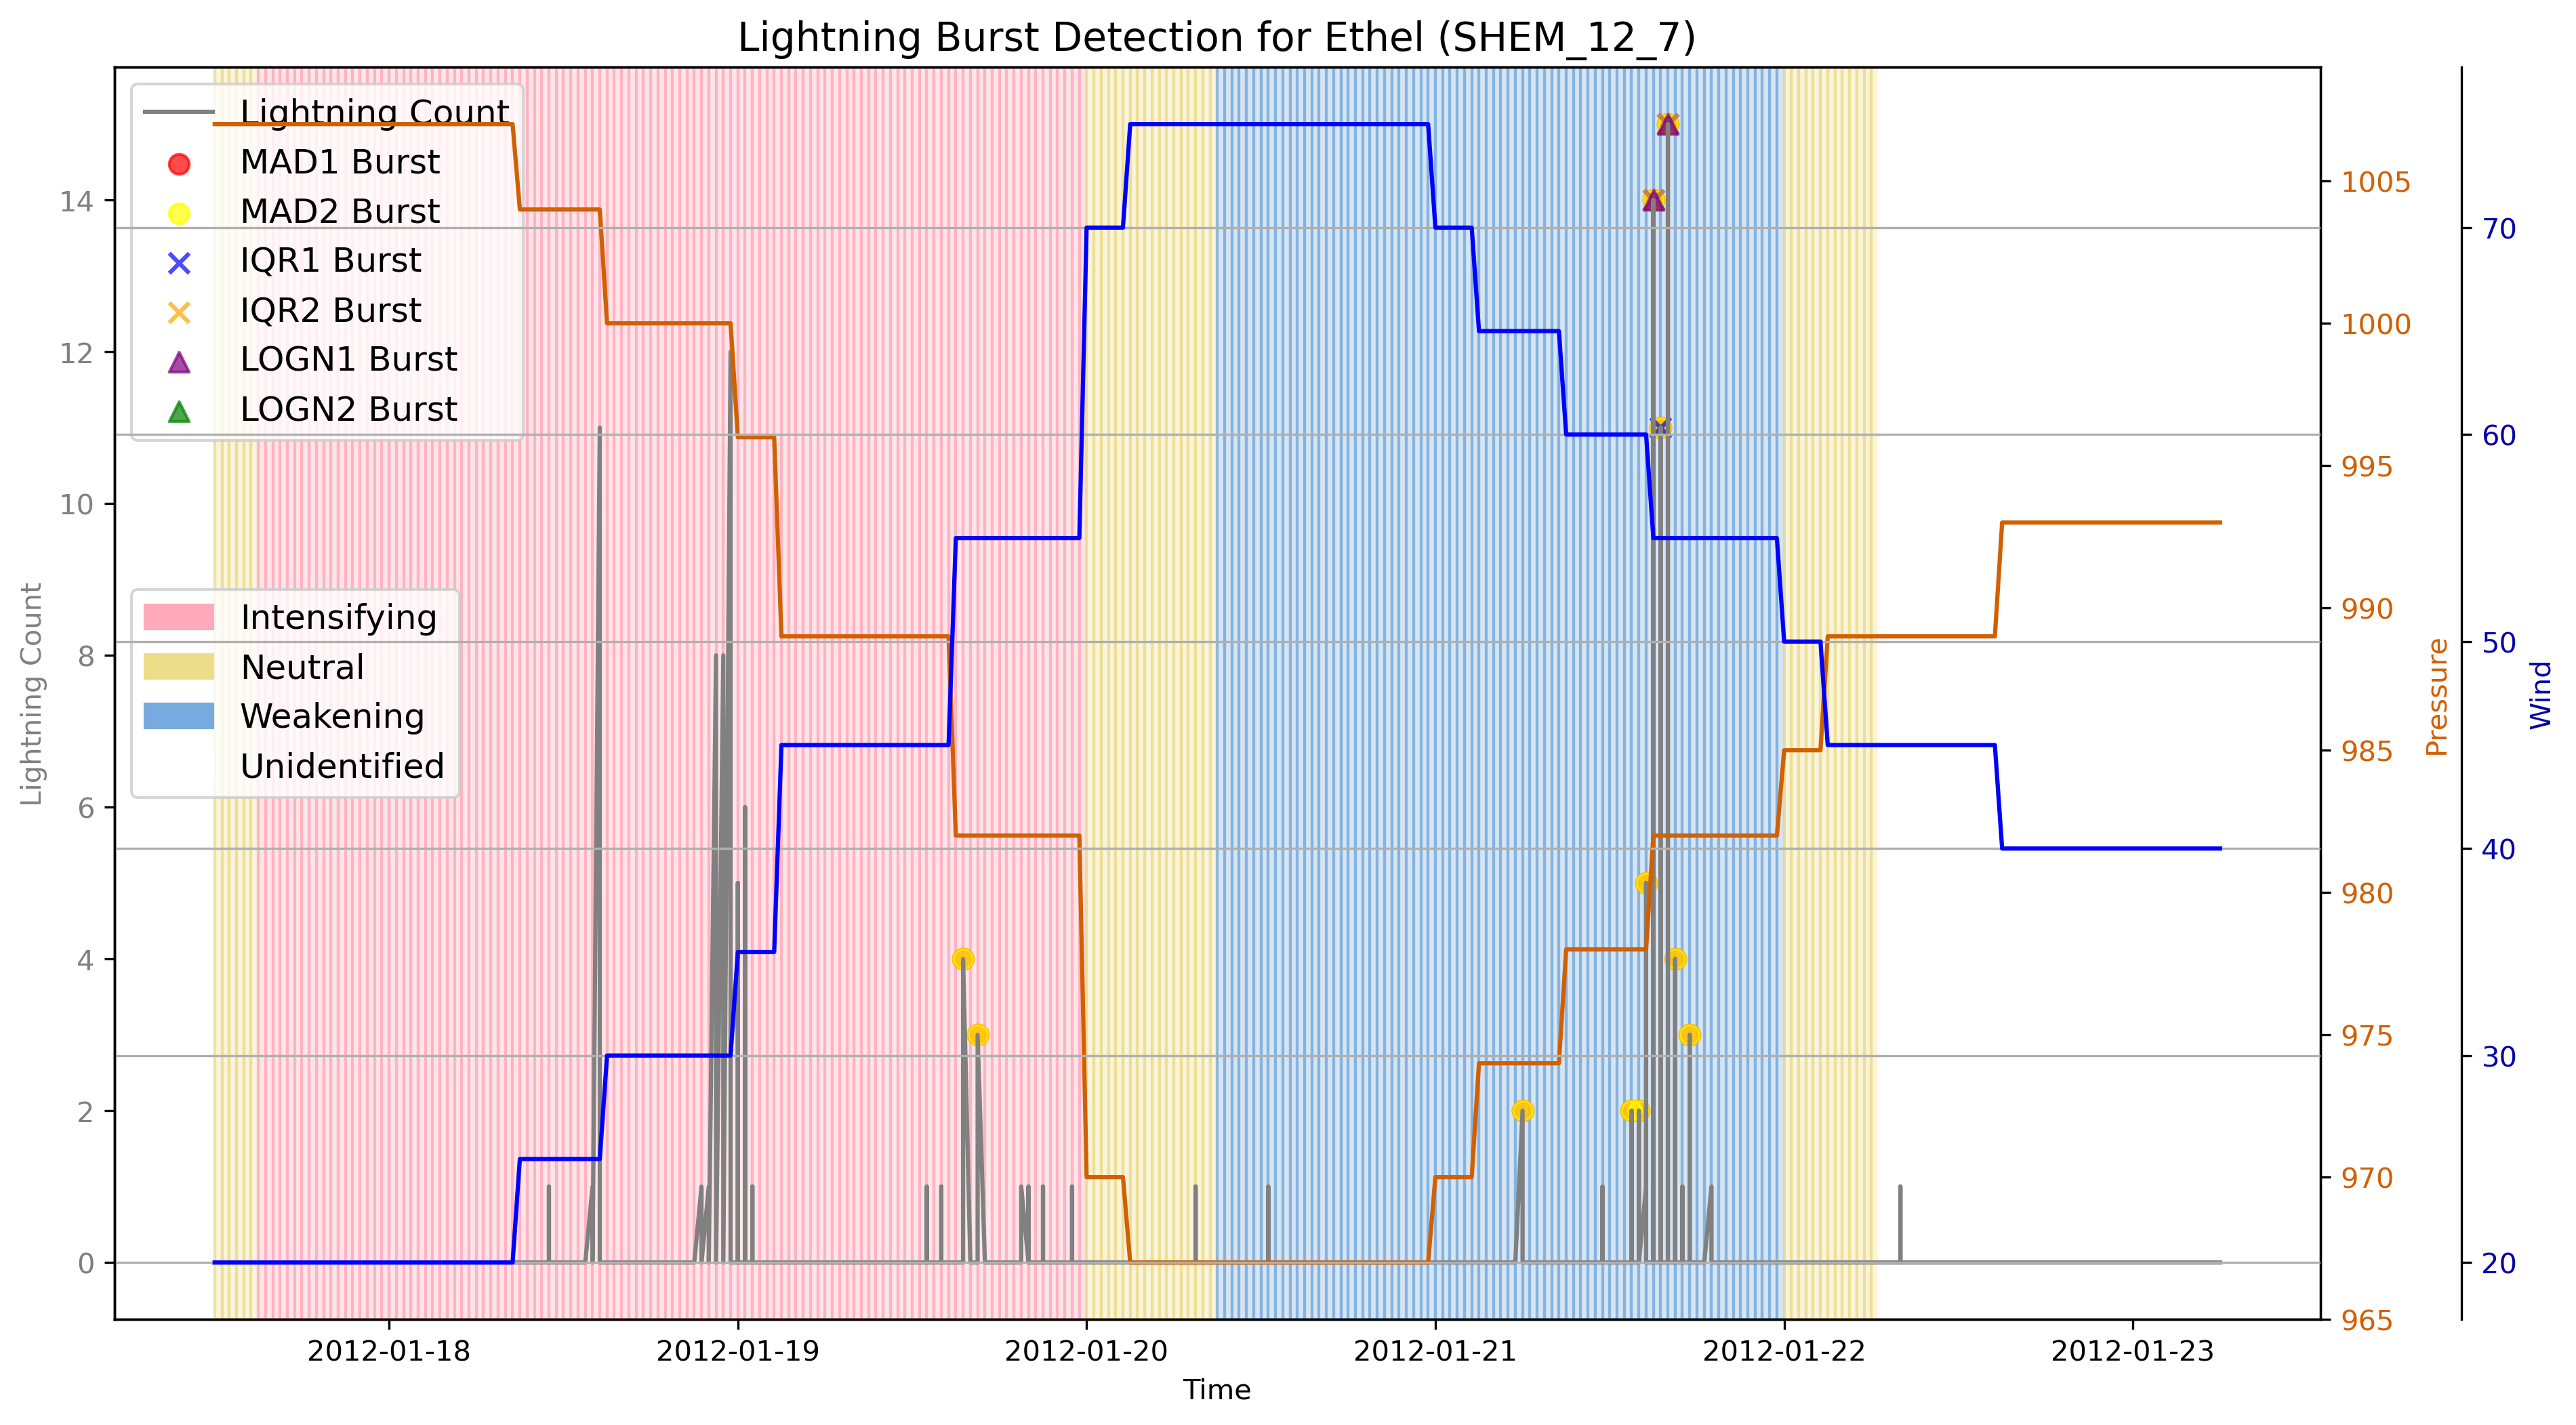 Lightning Burst Detection for Ethel (SHEM_12_7)
Lightning Count
MAD1 Burst
MAD2 Burst
IQR1 Burst
IQR2 Burst
LOGN1 Burst
LOGN2 Burst
Intensifying
Neutral
Weakening
Unidentified
Lightning Count
14
12
10
8
6
4
2
0
1005
1000
995
990
985
980
975
970
965
Pressure
70
60
50
40
30
20
Wind
2012-01-18
2012-01-19
2012-01-20
2012-01-21
2012-01-22
2012-01-23
Time